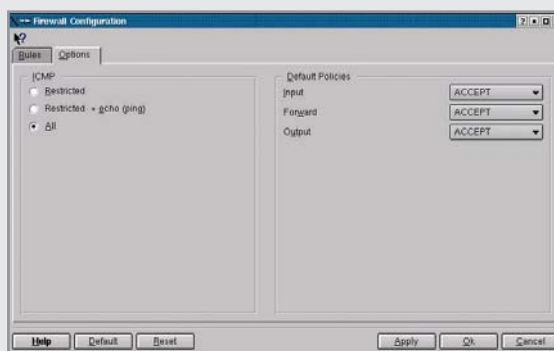 Firewall Configuration
Rules Options
ICMP
Restricted
Restricted + echo (ping)
All
Default Policies
Input ACCEPT
Forward ACCEPT
Output ACCEPT
Help Default Reset Apply Ok Cancel